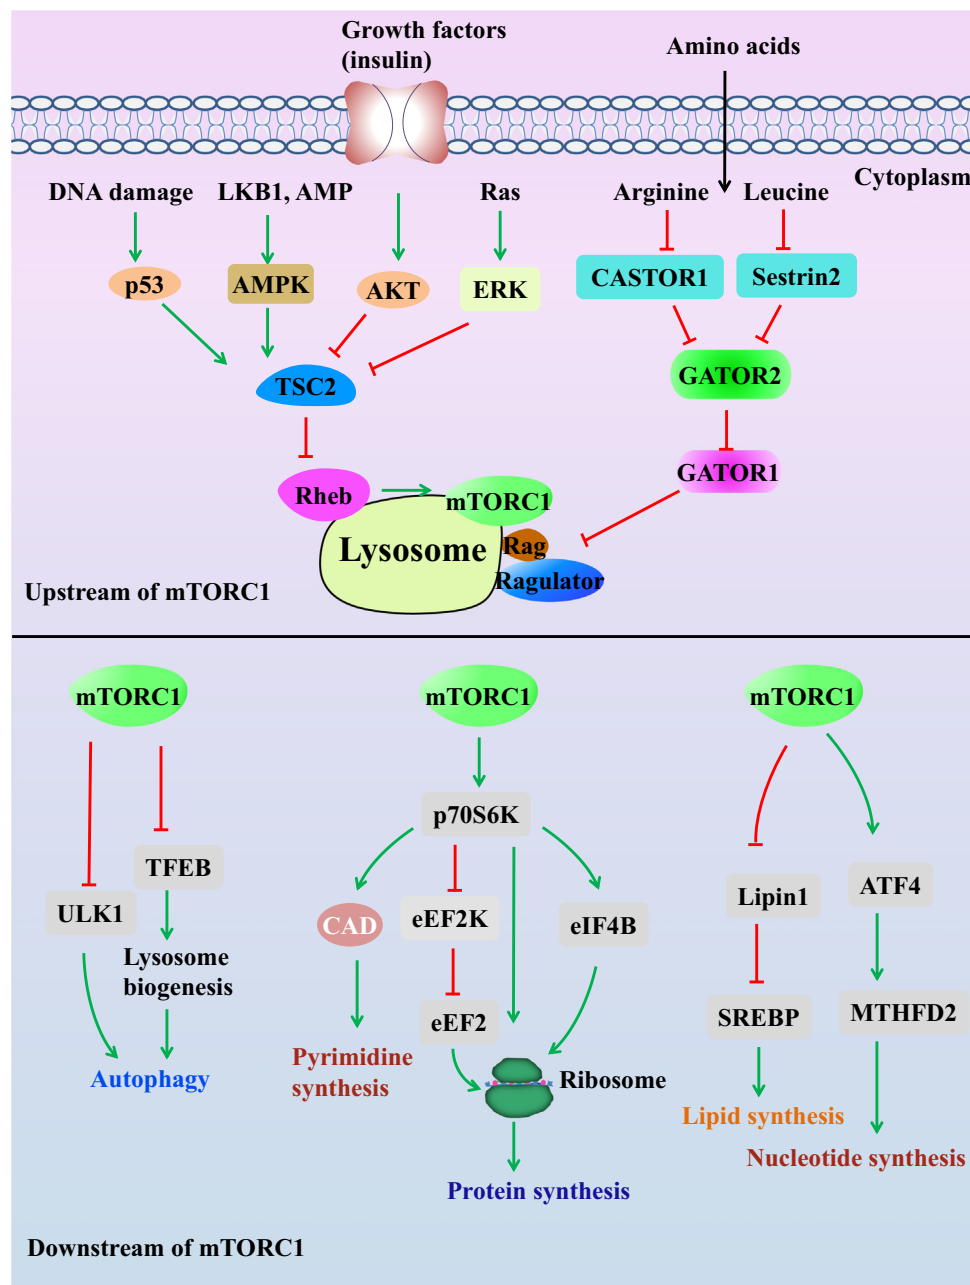 Growth factors
(insulin)
Amino acids
Cytoplasm
DNA damage
LKB1, AMP
Ras
Arginine
Leucine
p53
AMPK
AKT
ERK
CASTOR1
Sestrin2
TSC2
GATOR2
GATOR1
Rheb
mTORC1
Lysosome
Rag
Ragulator
Upstream of mTORC1
mTORC1
mTORC1
mTORC1
p70S6K
TFEB
ULK1
Lysosome
biogenesis
Autophagy
CAD
eEF2K
eIF4B
eEF2
Pyrimidine
synthesis
Ribosome
Protein synthesis
Lipin1
ATF4
SREBP
MTHFD2
Lipid synthesis
Nucleotide synthesis
Downstream of mTORC1